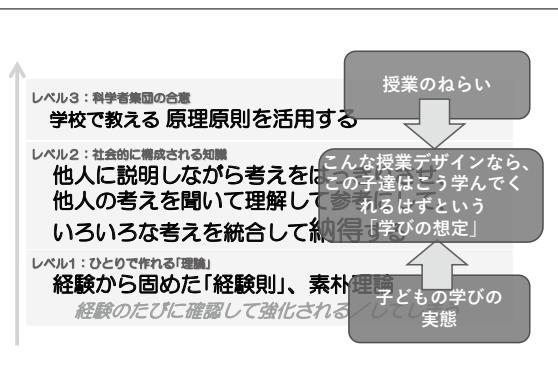 レベル3：科学者集団の合意
学校で教える 原理原則を活用する
レベル2：社会的に構成される知識
他人に説明しながら考えをは
他人の考えを聞いて理解して参考にして
いろいろな考えを統合して納得する
レベル1：ひとりで作れる「理論」
経験から固めた「経験則」、素朴理論
経験のたびに確認して強化される/
授業のねらい
こんな授業デザインなら、
この子達はこう学んでく
れるはずという
「学びの想定」
子どもの学びの
実態